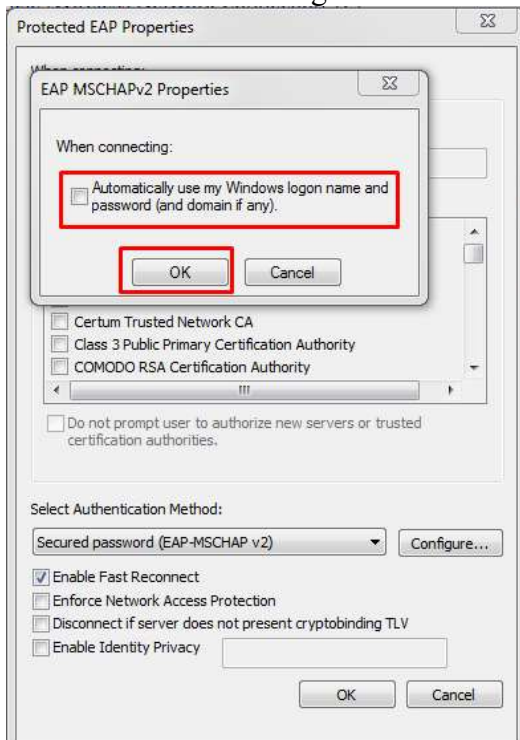 Protected EAP Properties
EAP MSCHAPv2 Properties
When connecting:
Automatically use my Windows logon name and
password (and domain if any).
OK
Cancel
Certum Trusted Network CA
Class 3 Public Primary Certification Authority
COMODO RSA Certification Authority
Do not prompt user to authorize new servers or trusted
certification authorities.
Select Authentication Method:
Secured password (EAP-MSCHAP v2)
Configure...
Enable Fast Reconnect
Enforce Network Access Protection
Disconnect if server does not present cryptobinding TLV
Enable Identity Privacy
OK
Cancel